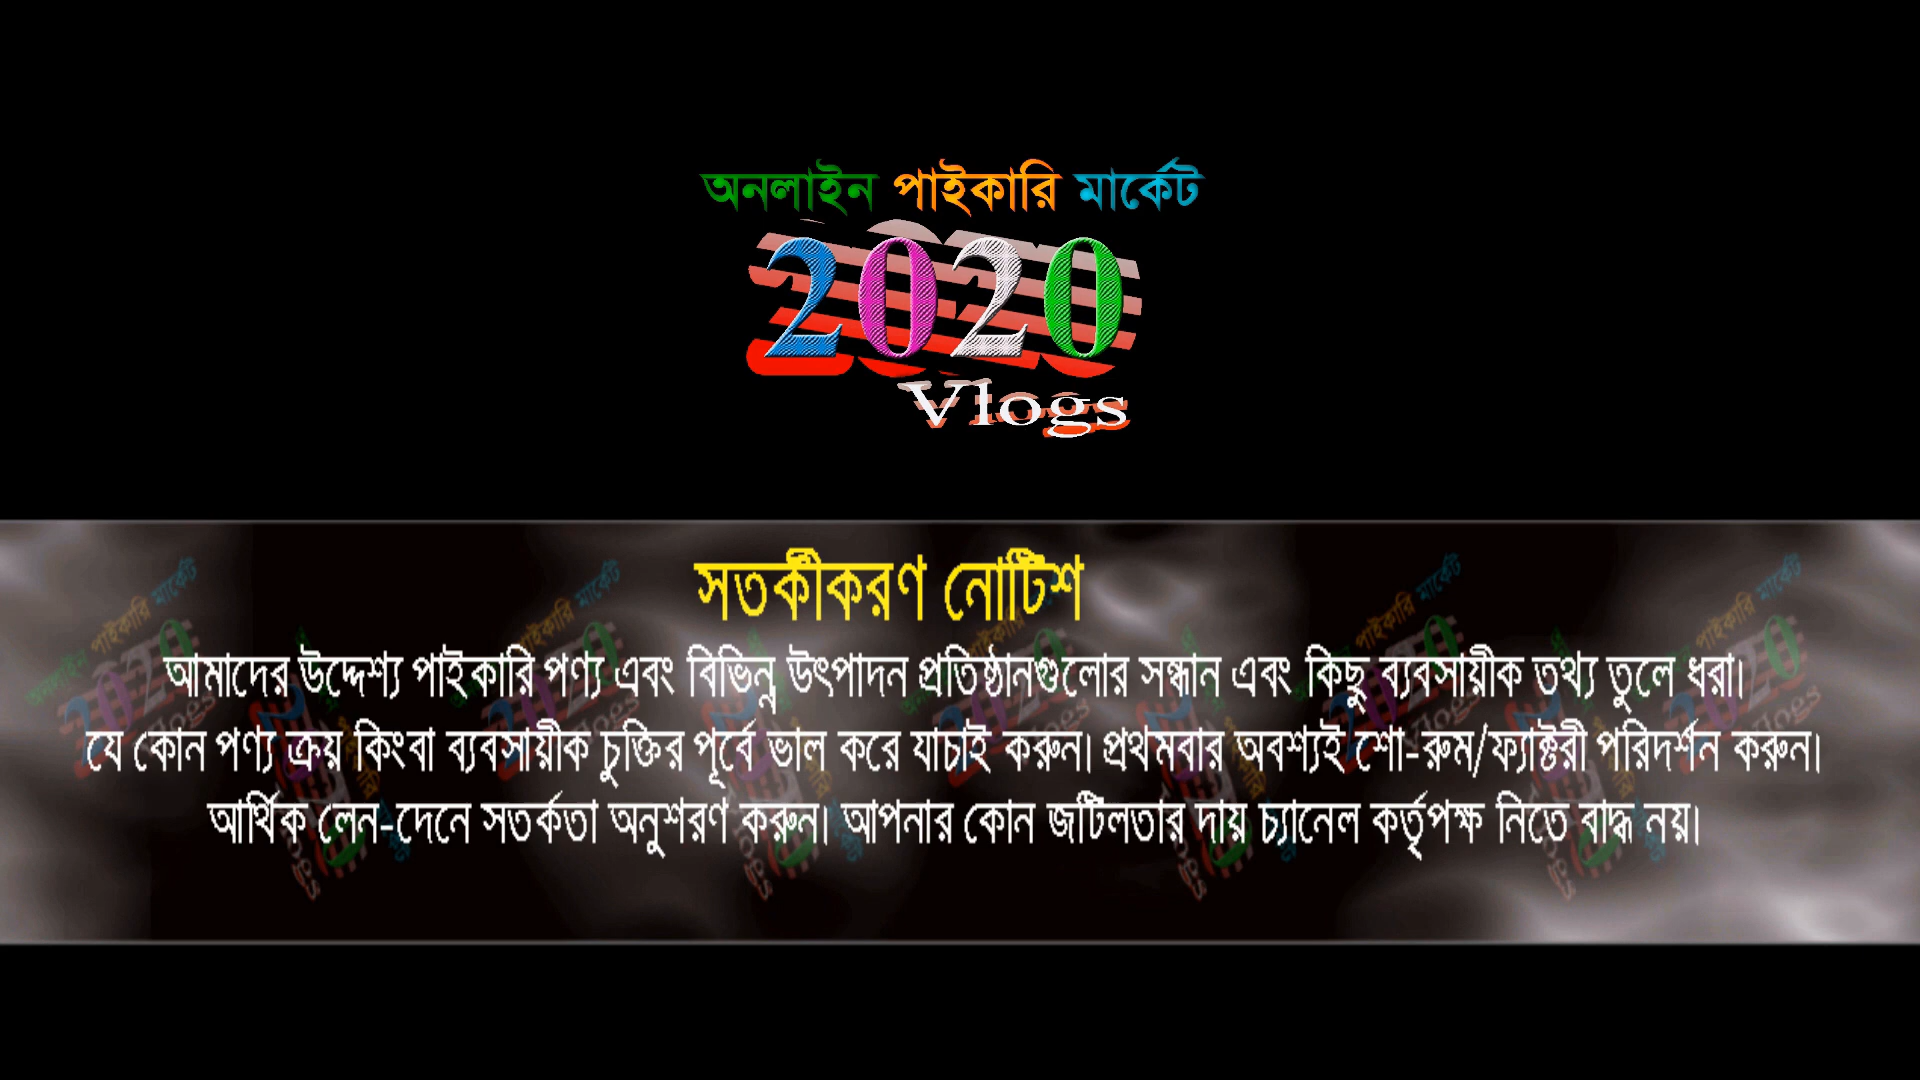 অনলাইন পাইকারি মার্কেট
2020
Vlogs
সতর্কীকরণ নোটিশ
আমাদের উদ্দেশ্য পাইকারি পণ্য এবং বিভিন্ন উৎপাদন প্রতিষ্ঠানগুলোর সন্ধান এবং কিছু ব্যবসায়ীক তথ্য তুলে ধরা।
যে কোন পণ্য ক্রয় কিংবা ব্যবসায়ীক চুক্তির পূর্বে ভাল করে যাচাই করুন। প্রথমবার অবশ্যই শো-রুম/ফ্যাক্টরী পরিদর্শন করুন।
আর্থিক লেন-দেনে সতর্কতা অনুশরণ করুন। আপনার কোন জটিলতার দায় চ্যানেল কর্তৃপক্ষ নিতে বাদ্ধ নয়।